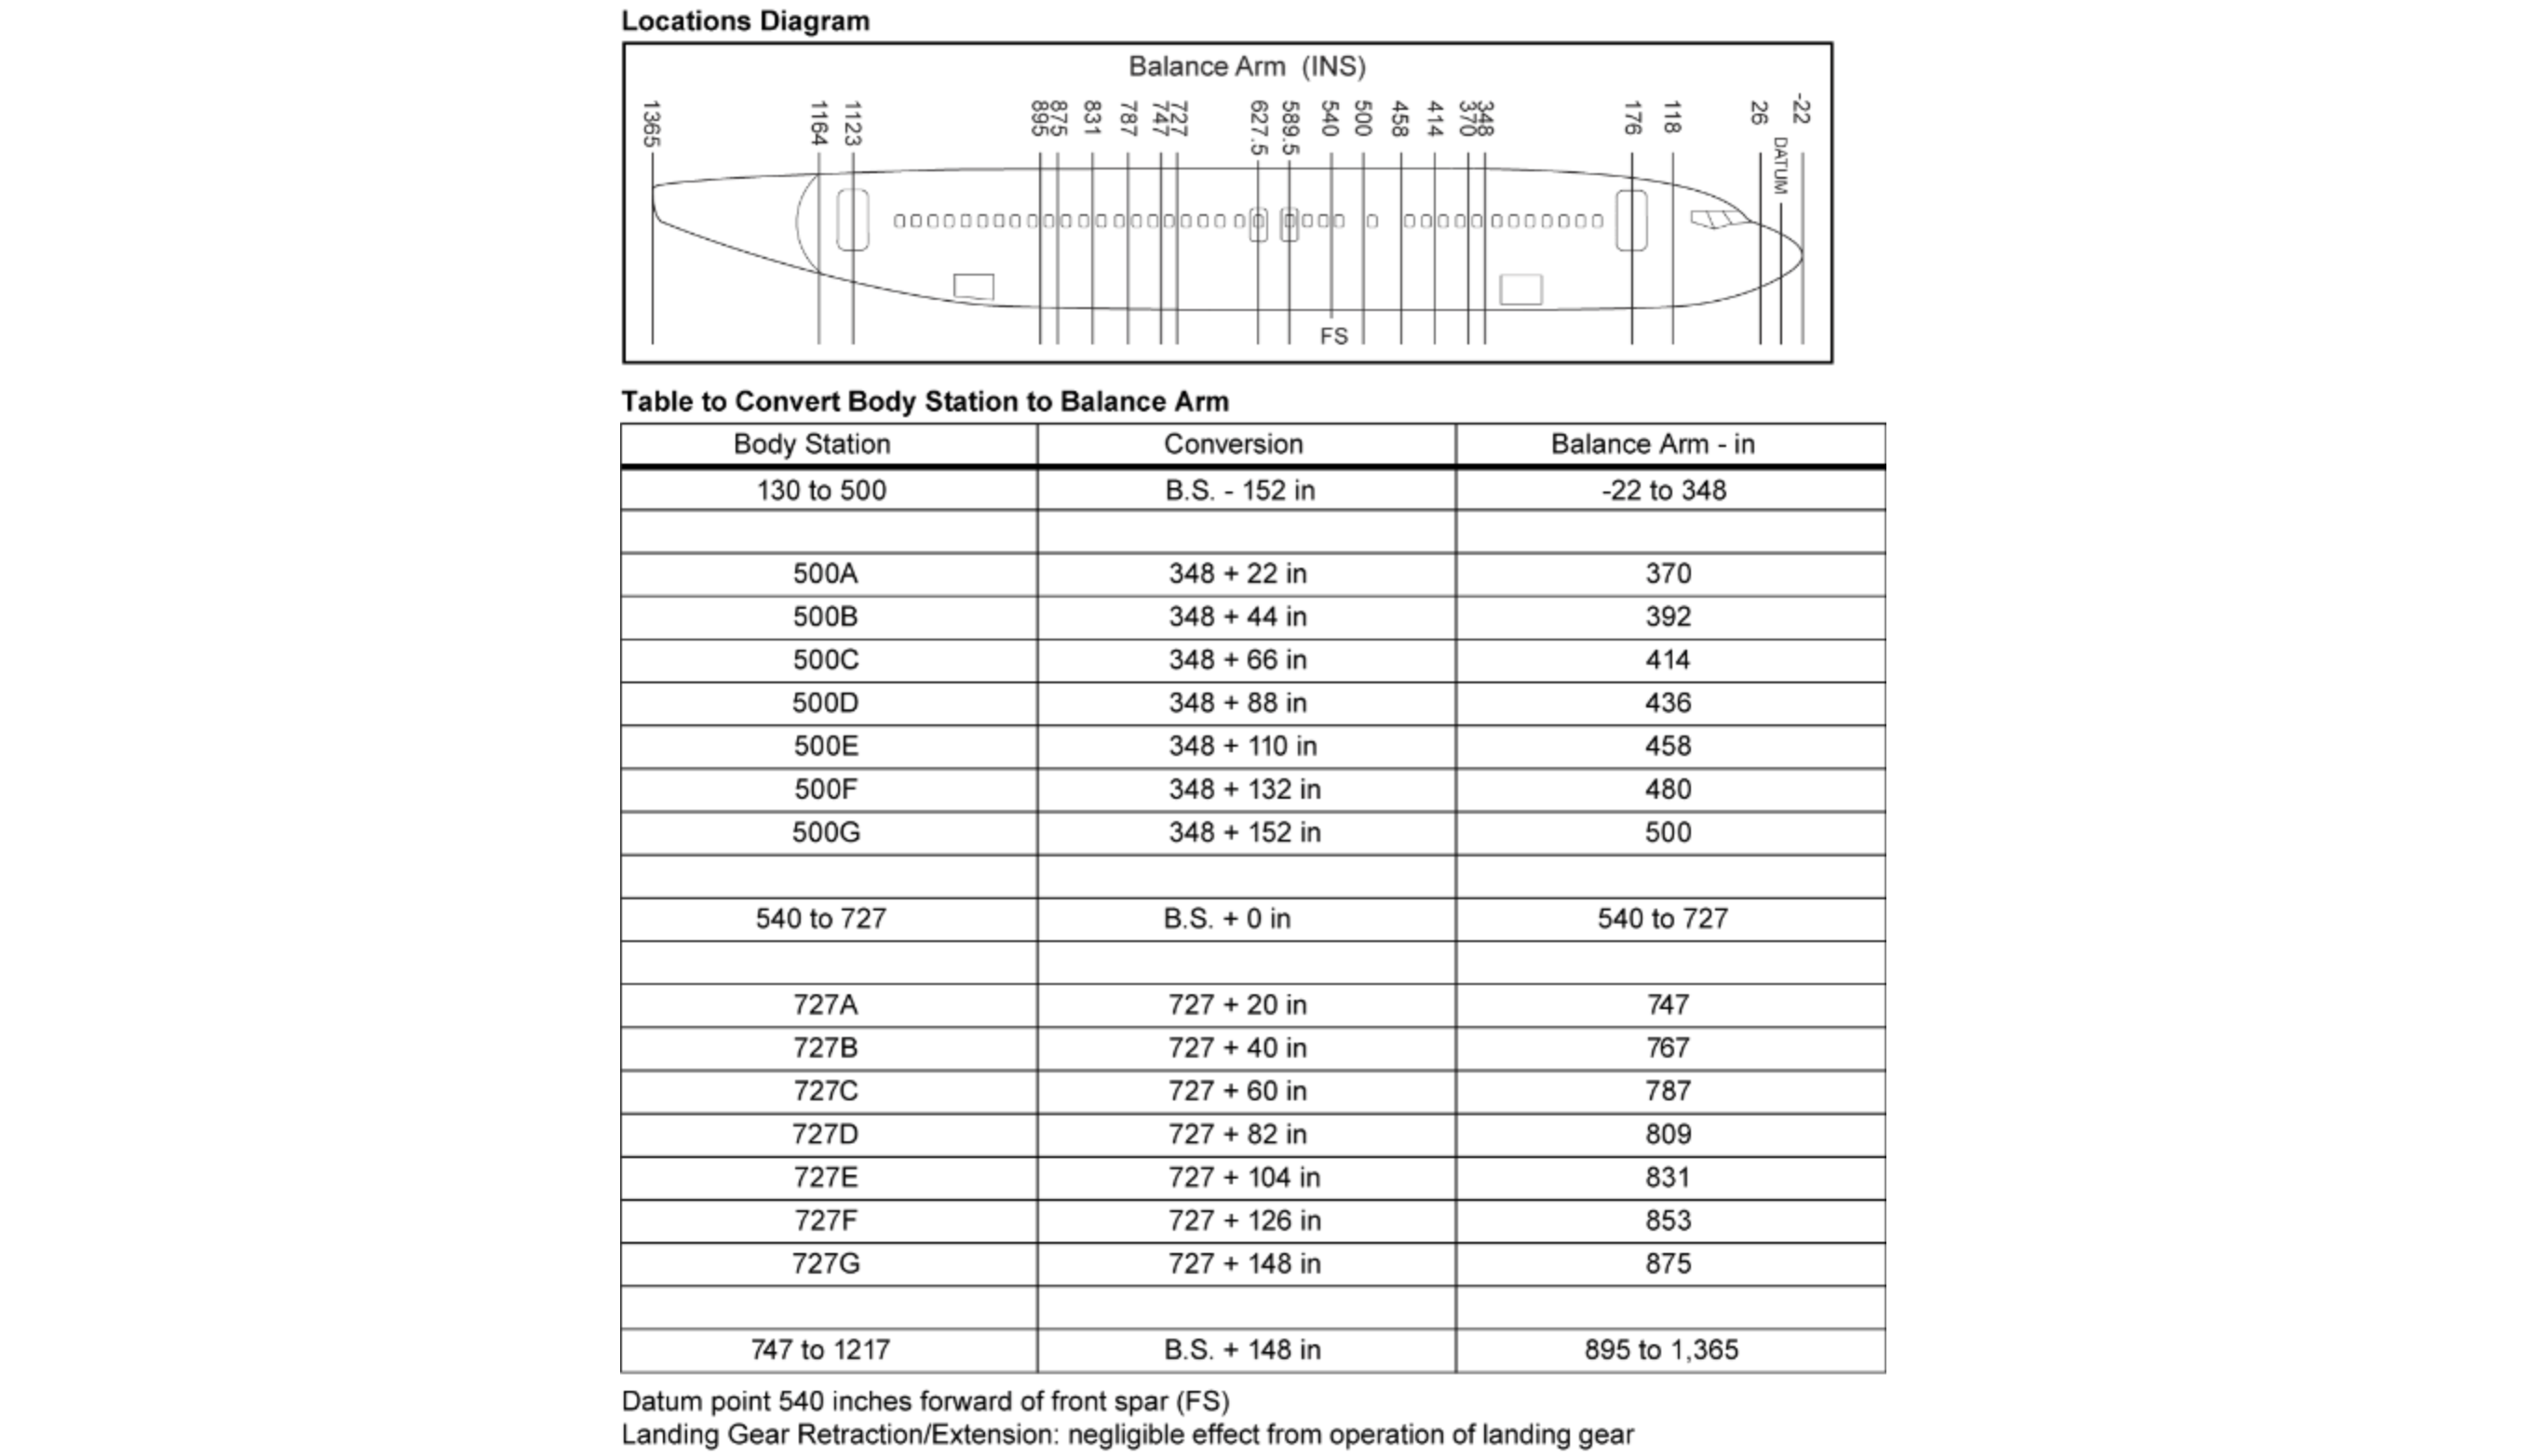 Locations Diagram
Balance Arm (INS)
1365
1164
1123
895
875
831
787
747
727
627.5
589.5
540
500
458
414
370
348
176
118
26
DATUM
-22
FS
Table to Convert Body Station to Balance Arm
Body Station Conversion Balance Arm - in
130 to 500 B.S. - 152 in -22 to 348
500A 348 + 22 in 370
500B 348 + 44 in 392
500C 348 + 66 in 414
500D 348 + 88 in 436
500E 348 + 110 in 458
500F 348 + 132 in 480
500G 348 + 152 in 500
540 to 727 B.S. + 0 in 540 to 727
727A 727 + 20 in 747
727B 727 + 40 in 767
727C 727 + 60 in 787
727D 727 + 82 in 809
727E 727 + 104 in 831
727F 727 + 126 in 853
727G 727 + 148 in 875
747 to 1217 B.S. + 148 in 895 to 1,365
Datum point 540 inches forward of front spar (FS)
Landing Gear Retraction/Extension: negligible effect from operation of landing gear